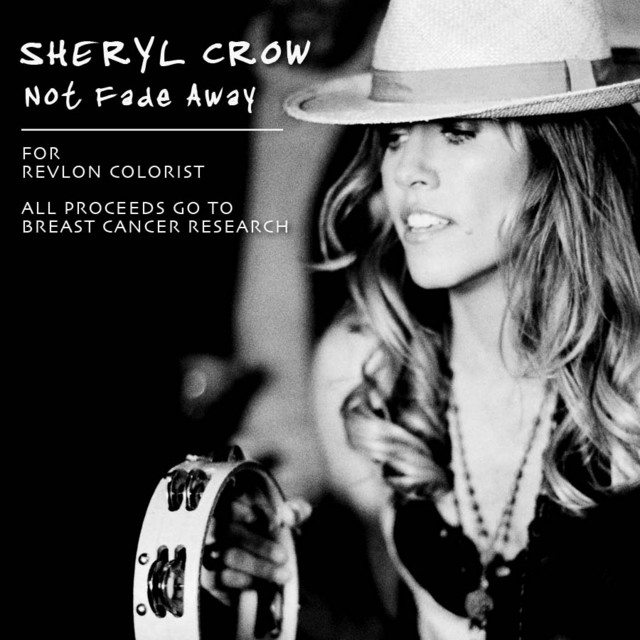 SHERYL CROW
Not Fade Away
FOR
REVLON COLORIST
ALL PROCEEDS GO TO
BREAST CANCER RESEARCH